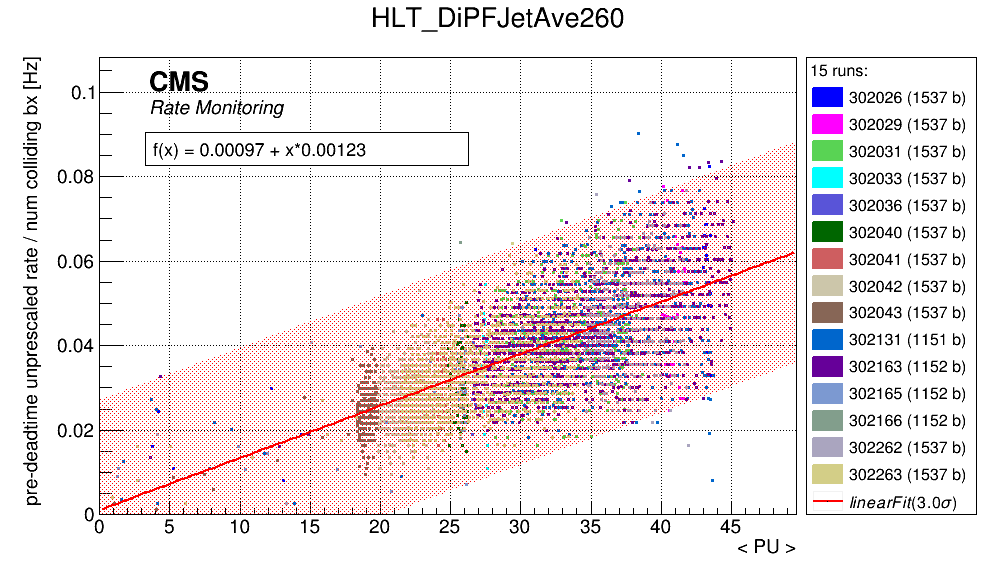 HLT_DiPFJetAve260
pre-deadtime unprescaled rate / num colliding bx [Hz]
CMS
Rate Monitoring
f(x) = 0.00097 + x*0.00123
0.1
0.08
0.06
0.04
0.02
0
0 5 10 15 20 25 30 35 40 45
< PU >
15 runs:
302026 (1537 b)
302029 (1537 b)
302031 (1537 b)
302033 (1537 b)
302036 (1537 b)
302040 (1537 b)
302041 (1537 b)
302042 (1537 b)
302043 (1537 b)
302131 (1151 b)
302163 (1152 b)
302165 (1152 b)
302166 (1152 b)
302262 (1537 b)
302263 (1537 b)
linearFit(3.0σ)